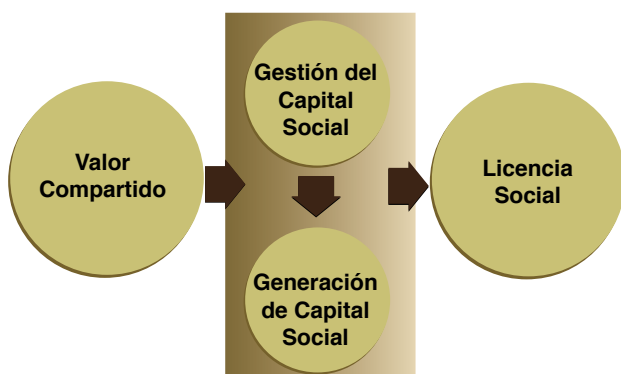 Valor
Compartido
Gestión del
Capital
Social
Generación
de Capital
Social
Licencia
Social